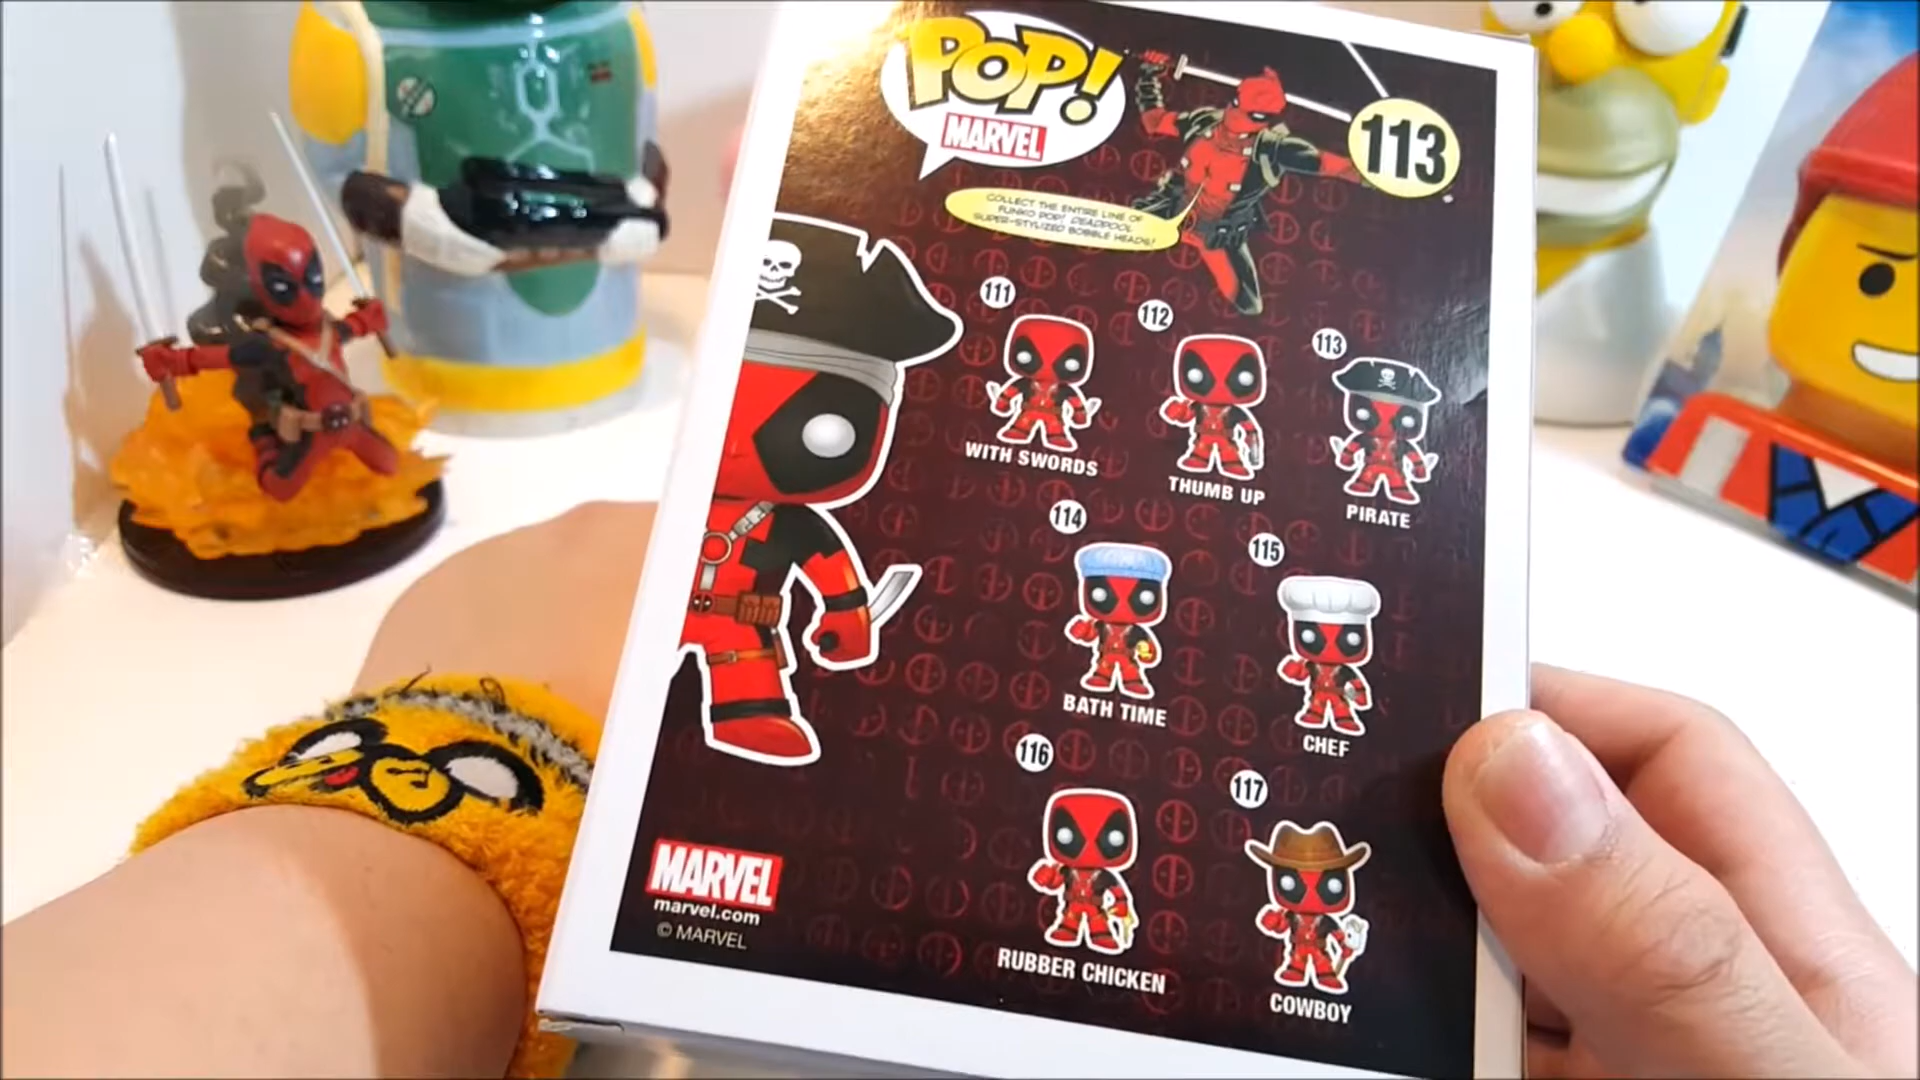 POP!
MARVEL
113
COLLECT THE ENTIRE LINE OF
FUNKO POP! DEADPOOL
SUPER-STYLIZED BOBBLE HEADS!
111
112
113
WITH SWORDS
THUMB UP
PIRATE
114
115
BATH TIME
CHEF
116
117
RUBBER CHICKEN
COWBOY
MARVEL
marvel.com
© MARVEL